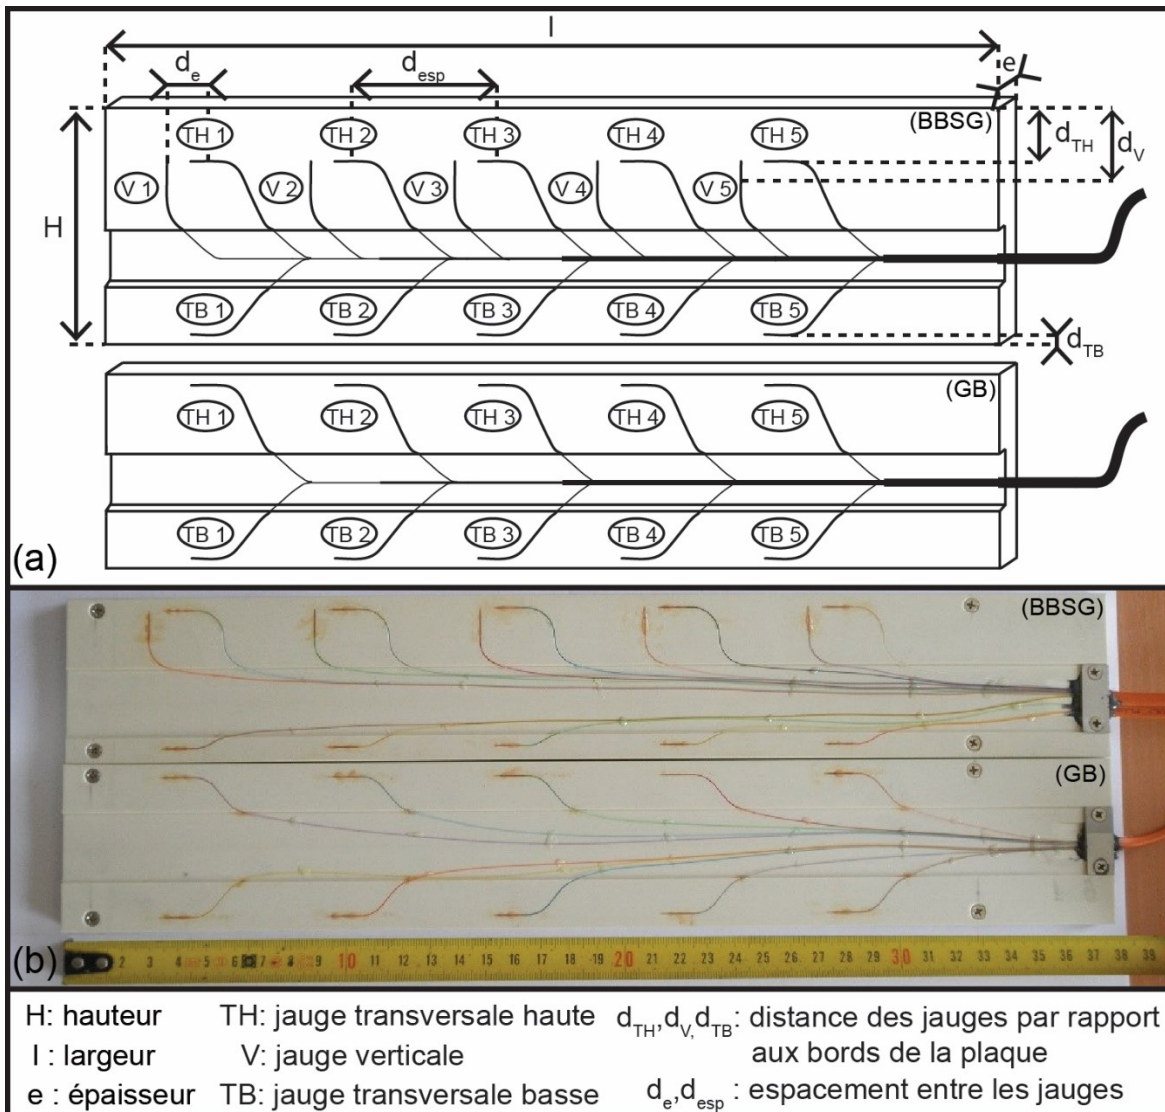 l
d_e
d_esp
e
(BBSG)
TH 1 TH 2 TH 3 TH 4 TH 5
d_TH
d_V
V 1 V 2 V 3 V 4 V 5
H
TB 1 TB 2 TB 3 TB 4 TB 5
d_TB
(GB)
TH 1 TH 2 TH 3 TH 4 TH 5
TB 1 TB 2 TB 3 TB 4 TB 5
(a)
(BBSG)
(GB)
(b)
2 3 4 5 6 7 8 9 10 11 12 13 14 15 16 17 18 19 20 21 22 23 24 25 26 27 28 29 30 31 32 33 34 35 36 37 38 39
H: hauteur TH: jauge transversale haute d_TH,d_V,d_TB: distance des jauges par rapport
aux bords de la plaque
l : largeur V: jauge verticale
e : épaisseur TB: jauge transversale basse d_e,d_esp : espacement entre les jauges